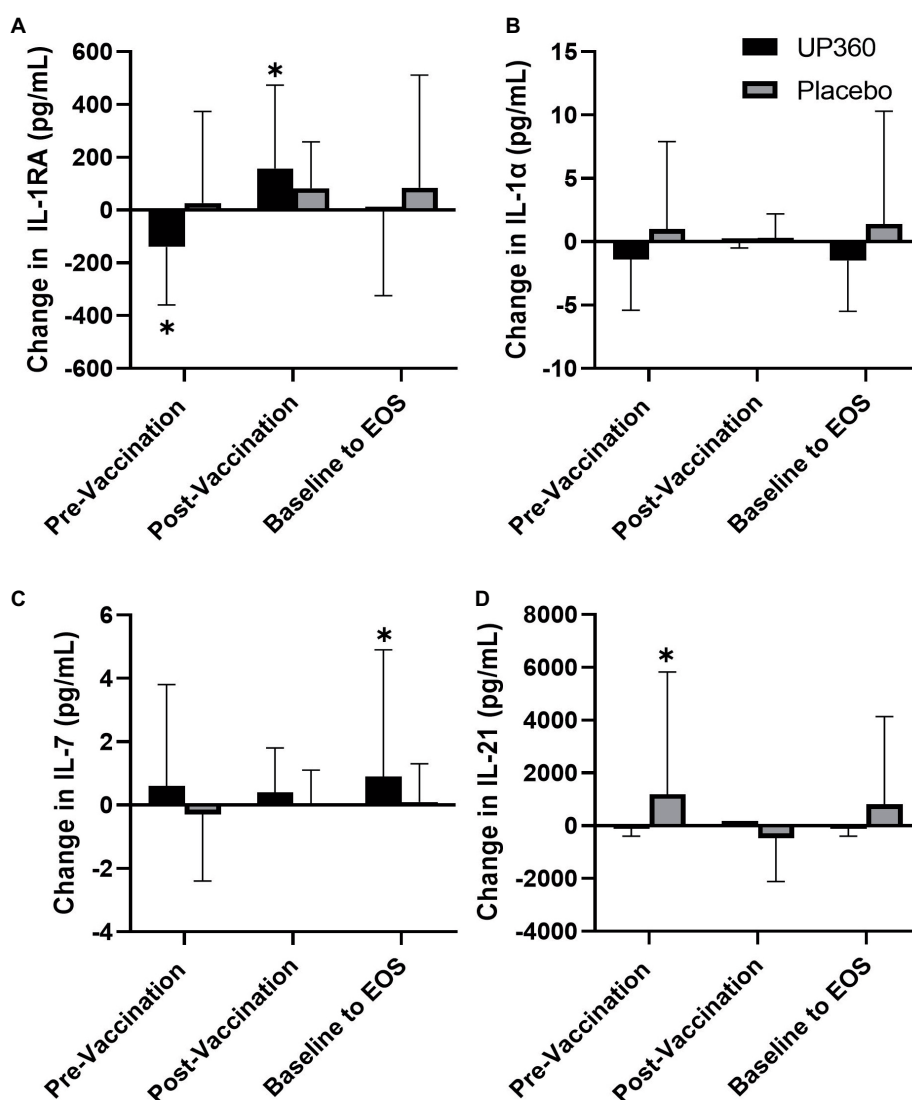 A
Change in IL-1RA (pg/mL)
600
400
200
0
-200
-400
-600
*
*
Pre-Vaccination
Post-Vaccination
Baseline to EOS
B
Change in IL-1α (pg/mL)
15
10
5
0
-5
-10
UP360
Placebo
Pre-Vaccination
Post-Vaccination
Baseline to EOS
C
Change in IL-7 (pg/mL)
6
4
2
0
-2
-4
*
Pre-Vaccination
Post-Vaccination
Baseline to EOS
D
Change in IL-21 (pg/mL)
8000
6000
4000
2000
0
-2000
-4000
*
Pre-Vaccination
Post-Vaccination
Baseline to EOS